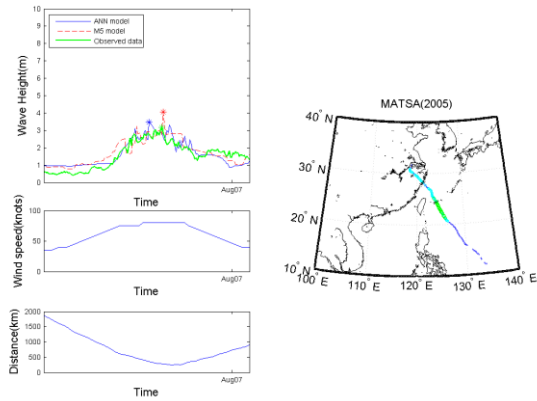 10
9
8
7
6
5
4
3
2
1
0
ANN model
M5 model
Observed data
Wave Height(m)
Aug07
Time
100
50
0
Wind speed(Knots)
Aug07
Time
2000
1500
1000
500
0
Distance(km)
Aug07
Time
MATSA(2005)
40° N
30° N
20° N
10° N
100° E
110° E
120° E
130° E
140° E